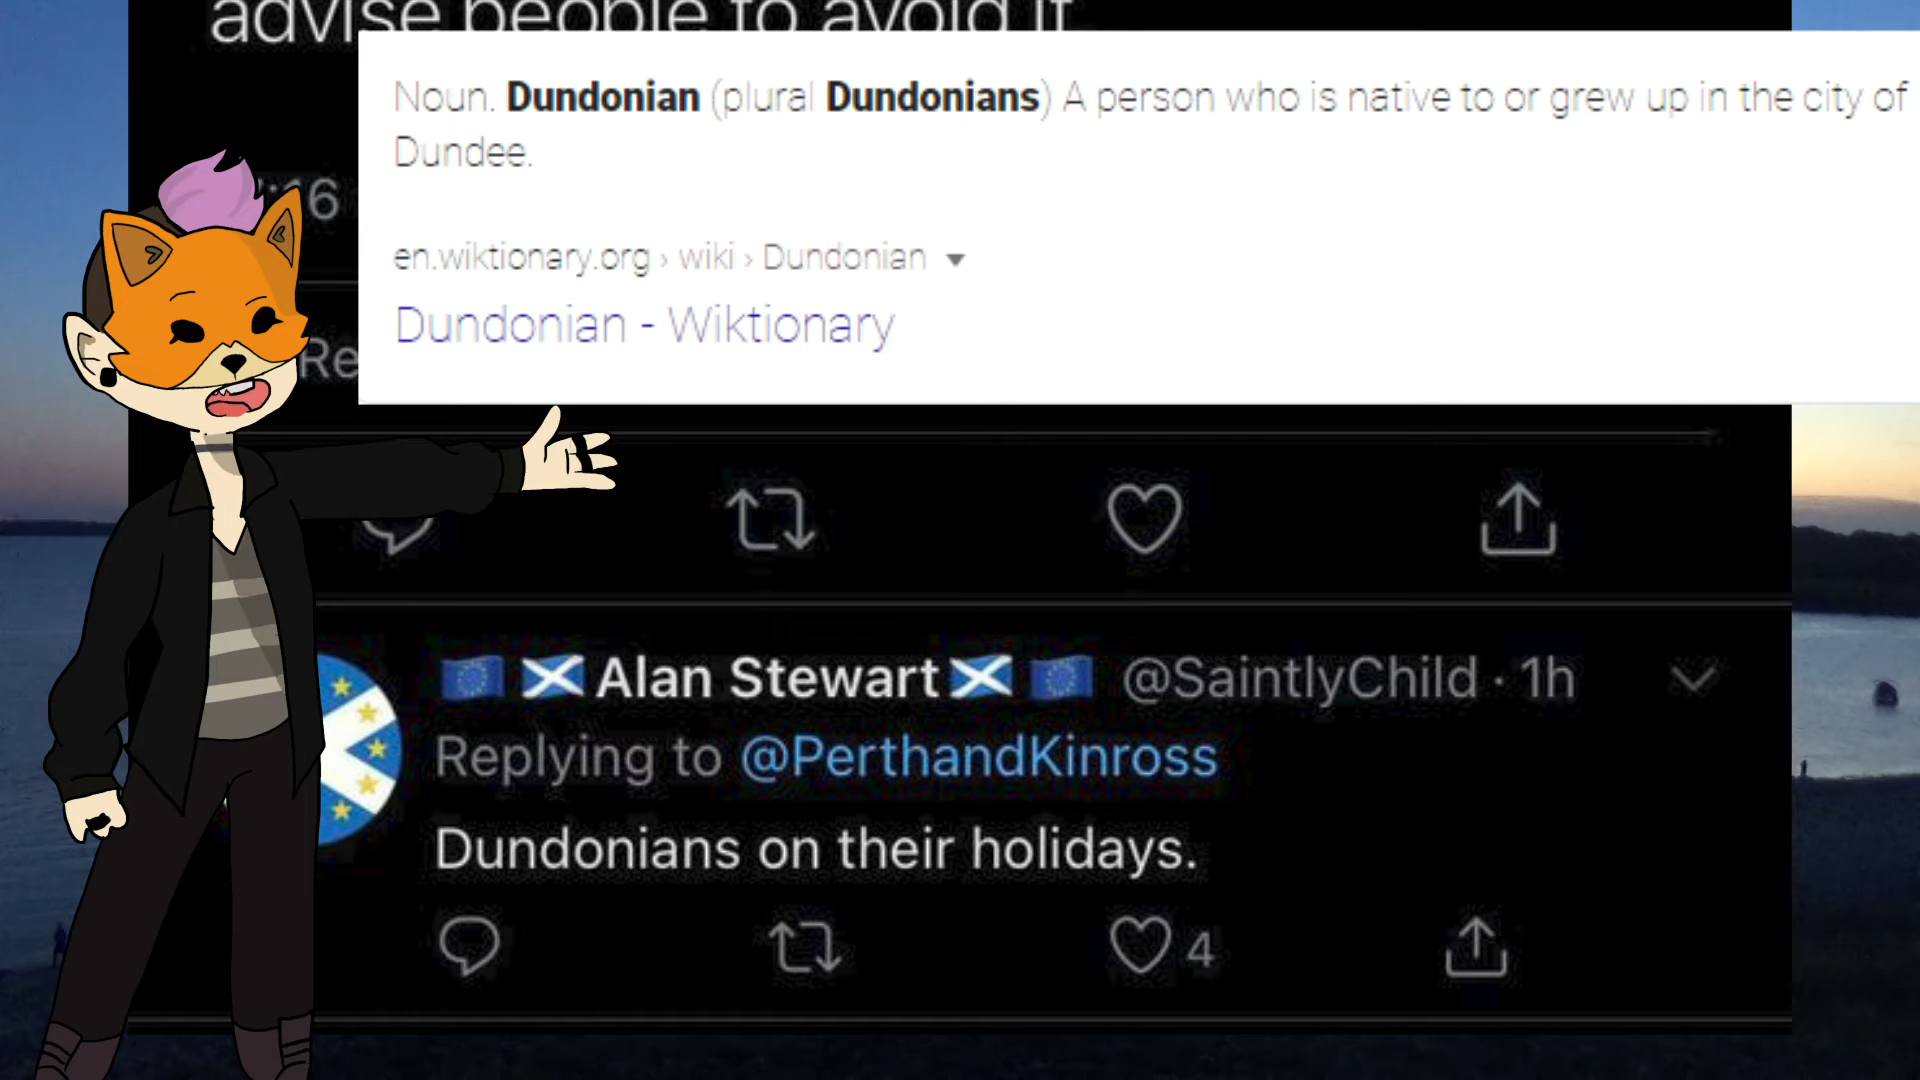 advise people to avoid it
Noun. Dundonian (plural Dundonians) A person who is native to or grew up in the city of
Dundee.
:16
en.wiktionary.org › wiki › Dundonian
Dundonian - Wiktionary
Re
Alan Stewart @SaintlyChild · 1h
Replying to @PerthandKinross
Dundonians on their holidays.
4